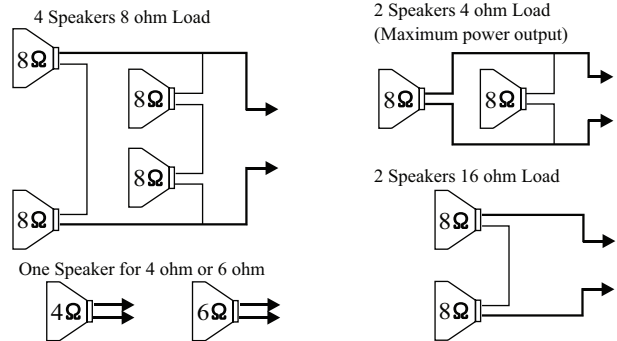 4 Speakers 8 ohm Load
8Ω
8Ω
8Ω
8Ω
One Speaker for 4 ohm or 6 ohm
4Ω
6Ω
2 Speakers 4 ohm Load
(Maximum power output)
8Ω
8Ω
2 Speakers 16 ohm Load
8Ω
8Ω